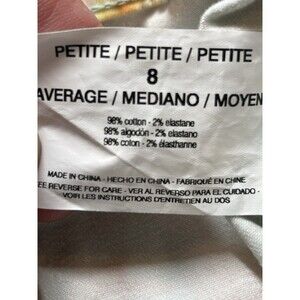 PETITE / PETITE / PETITE
8
AVERAGE / MEDIANO / MOYEN
98% cotton - 2% elastane
98% algodón - 2% elastano
98% coton - 2% élasthanne
MADE IN CHINA - HECHO EN CHINA - FABRIQUÉ EN CHINE
EE REVERSE FOR CARE - VER AL REVERSO PARA EL CUIDADO -
VOIR LES INSTRUCTIONS D'ENTRETIEN AU DOS